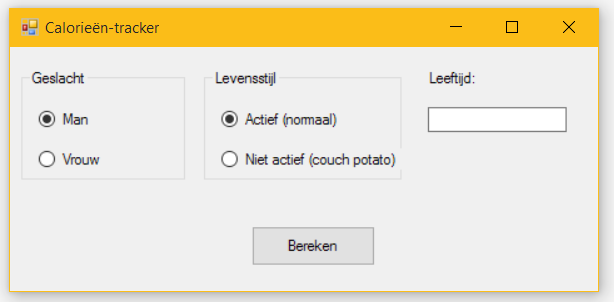 Calorieën-tracker
Geslacht
Man
Vrouw
Levensstijl
Actief (normaal)
Niet actief (couch potato)
Leeftijd:
Bereken